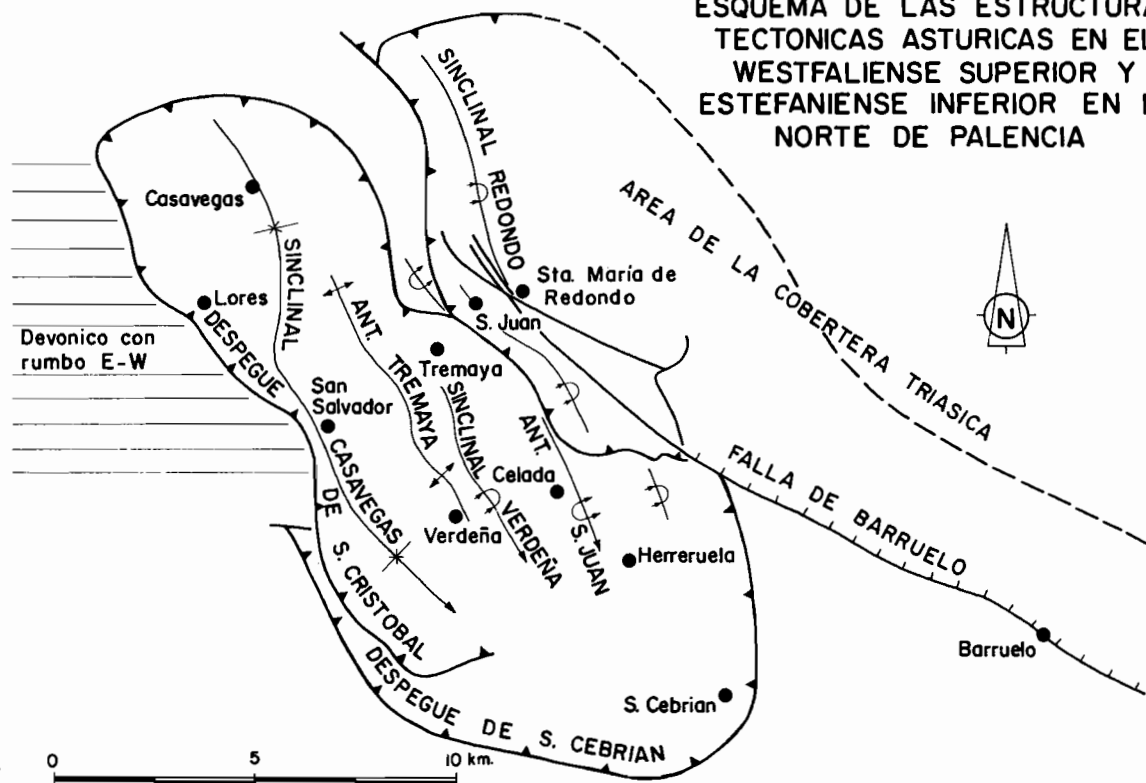 ESQUEMA DE LAS ESTRUCTURA
TECTONICAS ASTURICAS EN EL
WESTFALIENSE SUPERIOR Y
ESTEFANIENSE INFERIOR EN
NORTE DE PALENCIA
SINCLINAL REDONDO
AREA DE LA COBERTERA TRIASICA
Casavegas
SINCLINAL
CASAVEGAS
Lores
Devonico con
rumbo E-W
DESPEGUE
DE
S. CRISTOBAL
San
Salvador
ANT. TREMAYA
Tremaya
SINCLINAL VERDEÑA
Verdeña
S. Juan
Sta. María de
Redondo
N
ANT.
S. JUAN
Celada
Herreruela
FALLA DE BARRUELO
Barruelo
S. Cebrian
DESPEGUE DE S. CEBRIAN
0 5 10 km.